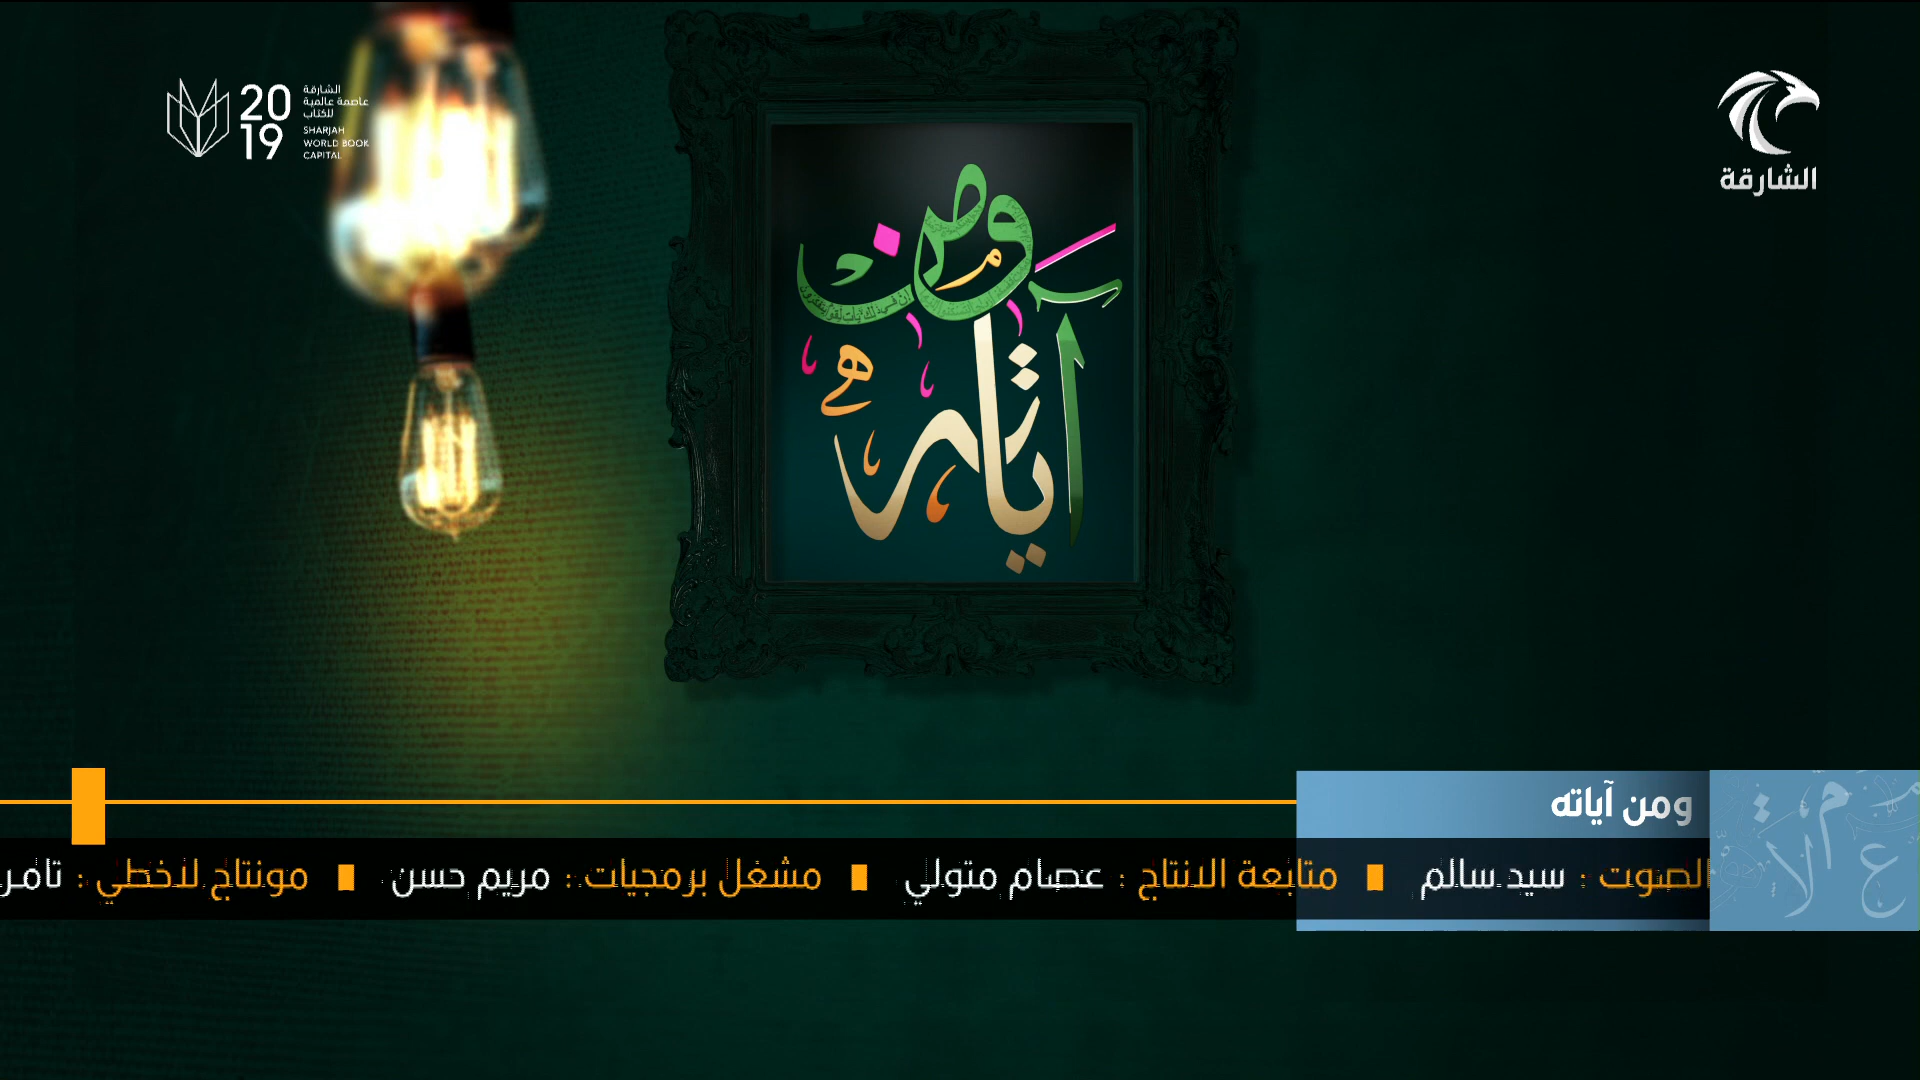 2019
الشارقة
عاصمة عالمية
للكتاب
SHARJAH
WORLD BOOK
CAPITAL
الشارقة
ومن
آياته
ومن آياته
الصوت : سيد سالم ■ متابعة الانتاج : عصام متولي ■ مشغل برمجيات : مريم حسن ■ مونتاج لاخطي : تامر